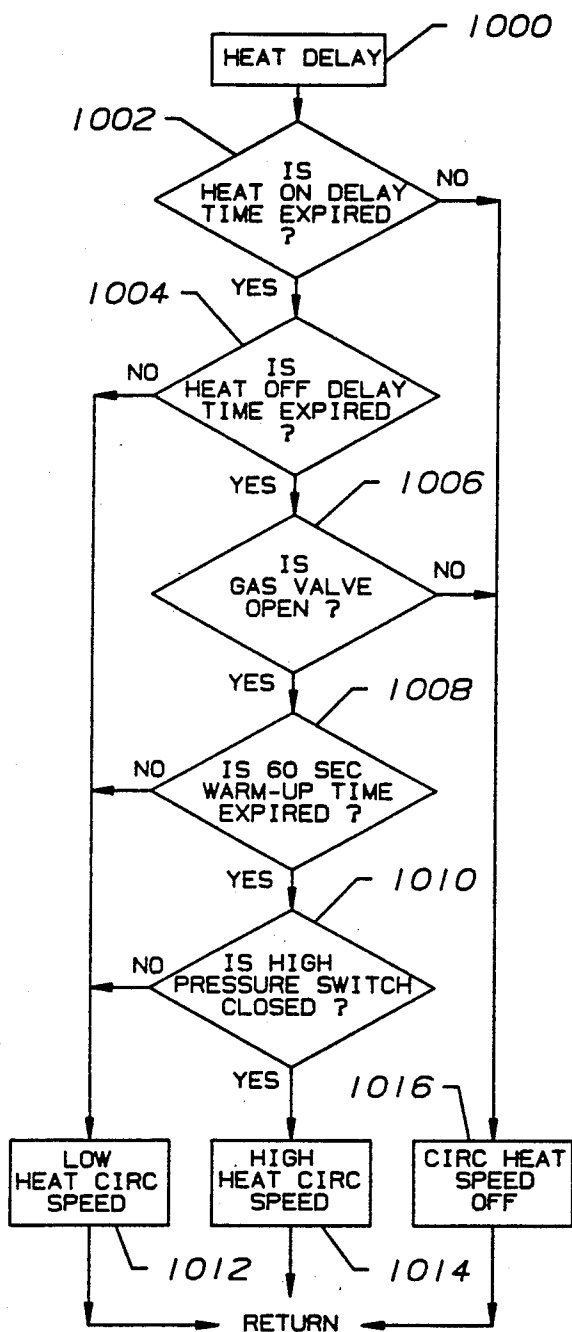 1000
HEAT DELAY
1002
IS
HEAT ON DELAY
TIME EXPIRED
?
NO
YES
1004
IS
HEAT OFF DELAY
TIME EXPIRED
?
NO
YES
1006
IS
GAS VALVE
OPEN ?
NO
YES
1008
IS 60 SEC
WARM-UP TIME
EXPIRED ?
NO
YES
1010
IS HIGH
PRESSURE SWITCH
CLOSED ?
NO
YES
1016
LOW
HEAT CIRC
SPEED
HIGH
HEAT CIRC
SPEED
CIRC HEAT
SPEED
OFF
1012
1014
RETURN